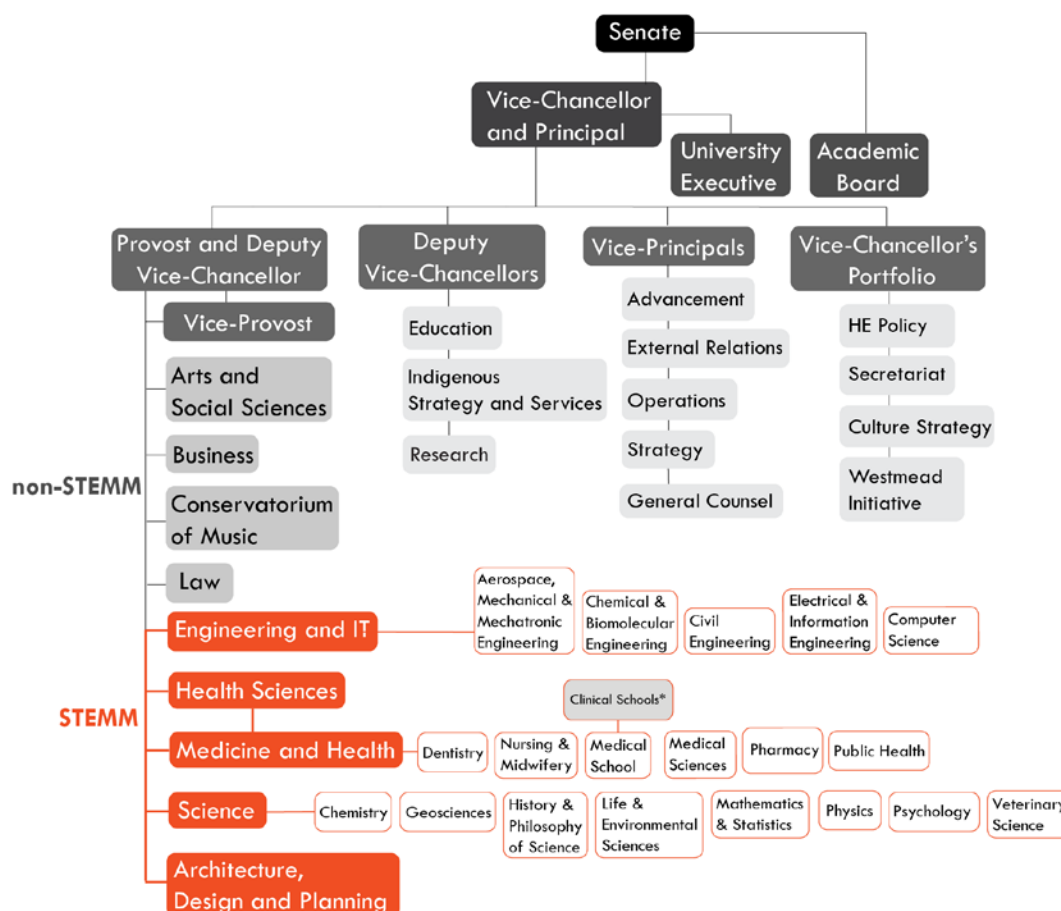 Senate
Vice-Chancellor
and Principal
University
Executive
Academic
Board
Provost and Deputy
Vice-Chancellor
Deputy
Vice-Chancellors
Vice-Principals
Vice-Chancellor's
Portfolio
Vice-Provost
Arts and
Social Sciences
Business
Conservatorium
of Music
Law
Education
Indigenous
Strategy and Services
Research
Advancement
External Relations
Operations
Strategy
General Counsel
HE Policy
Secretariat
Culture Strategy
Westmead
Initiative
non-STEMM
STEMM
Engineering and IT
Aerospace,
Mechanical &
Mechatronic
Engineering
Chemical &
Biomolecular
Engineering
Civil
Engineering
Electrical &
Information
Engineering
Computer
Science
Health Sciences
Clinical Schools*
Medicine and Health
Dentistry
Nursing &
Midwifery
Medical
School
Medical
Sciences
Pharmacy
Public Health
Science
Chemistry
Geosciences
History &
Philosophy
of Science
Life &
Environmental
Sciences
Mathematics
& Statistics
Physics
Psychology
Veterinary
Science
Architecture,
Design and Planning